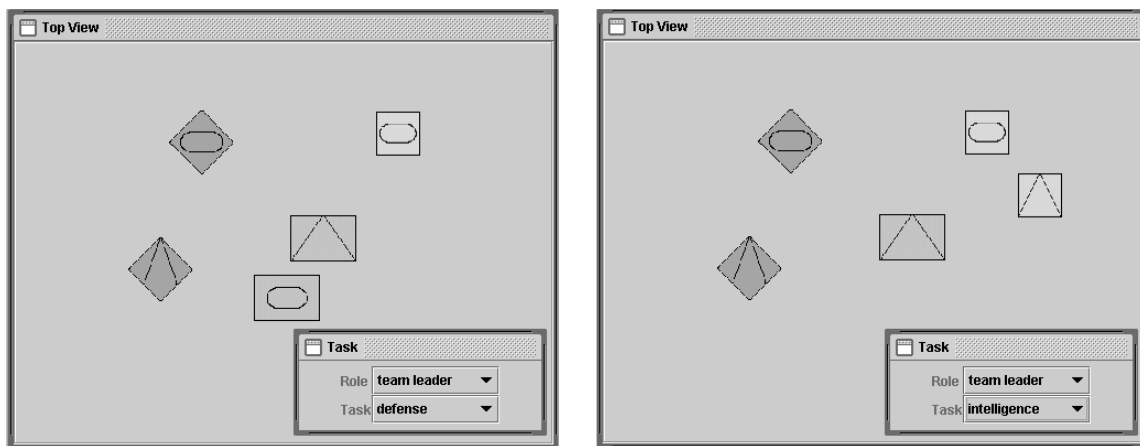 Top View
Task
Role team leader
Task defense
Top View
Task
Role team leader
Task intelligence